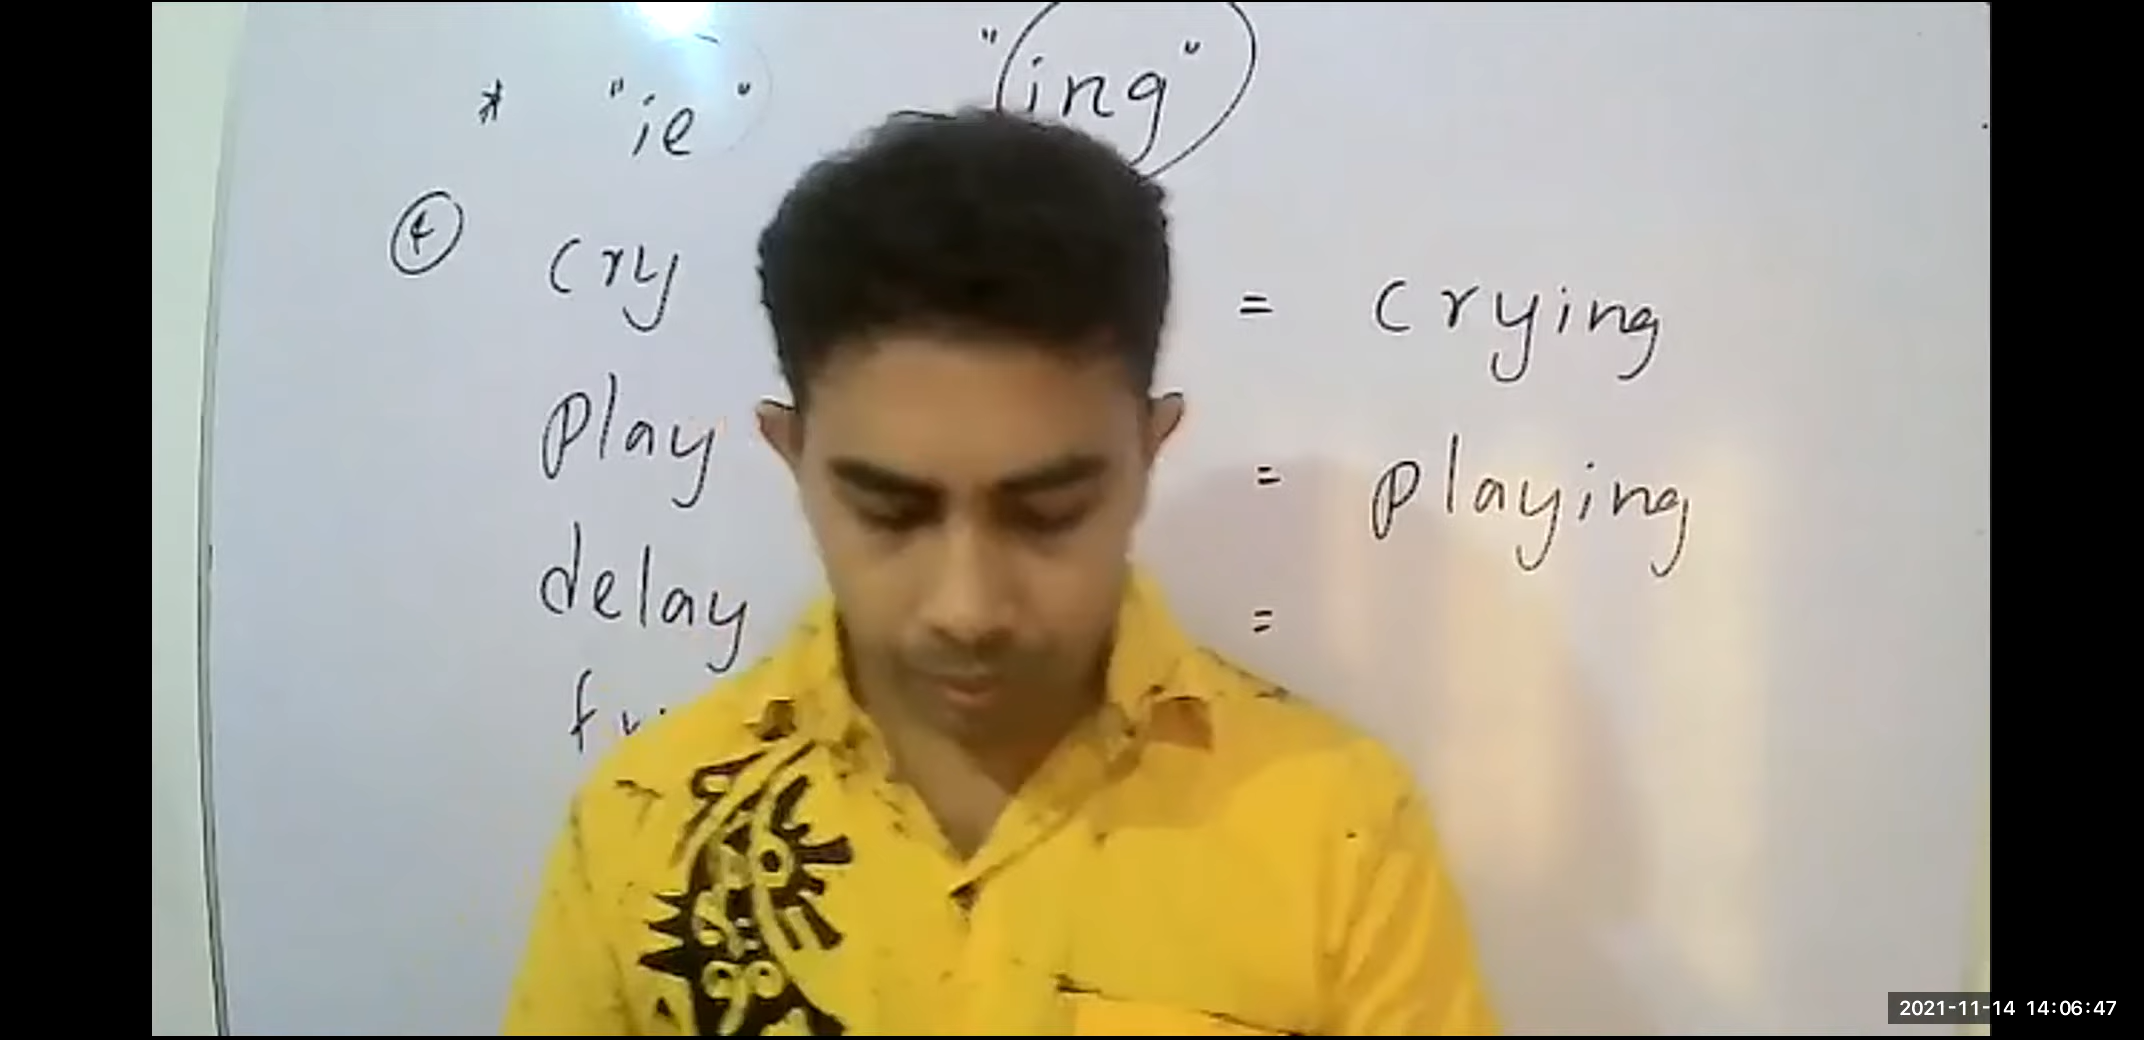 * "ie" "ing"
④ cry = crying
play = playing
delay =
2021-11-14 14:06:47